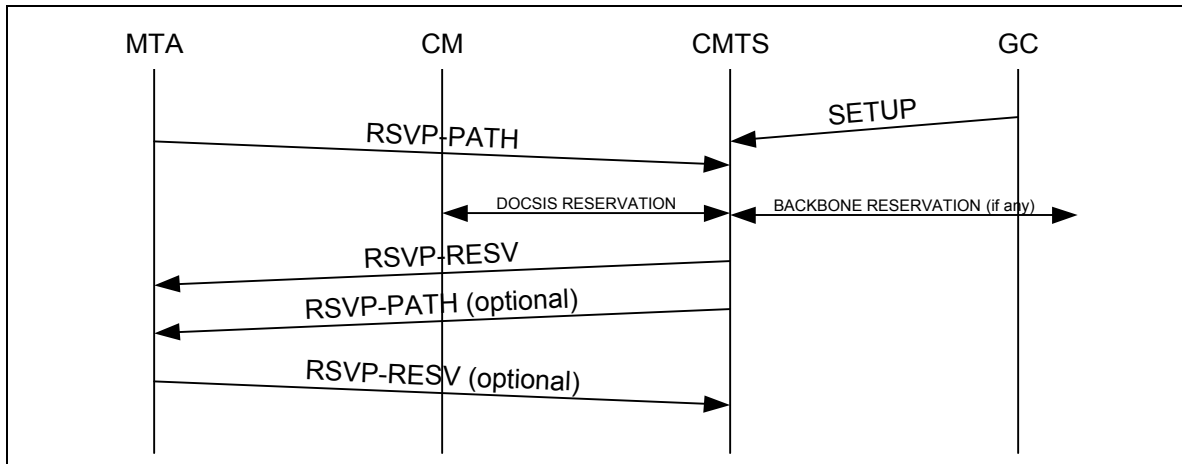 MTA CM CMTS GC
SETUP
RSVP-PATH
DOCSIS RESERVATION
BACKBONE RESERVATION (if any)
RSVP-RESV
RSVP-PATH (optional)
RSVP-RESV (optional)